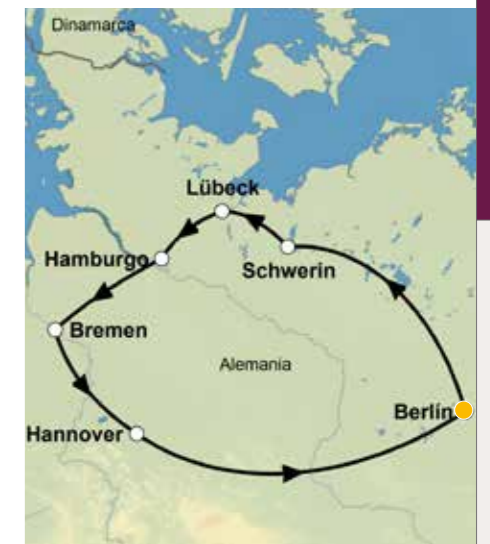 Dinamarca
Lübeck
Hamburgo
Schwerin
Bremen
Alemania
Berlín
Hannover